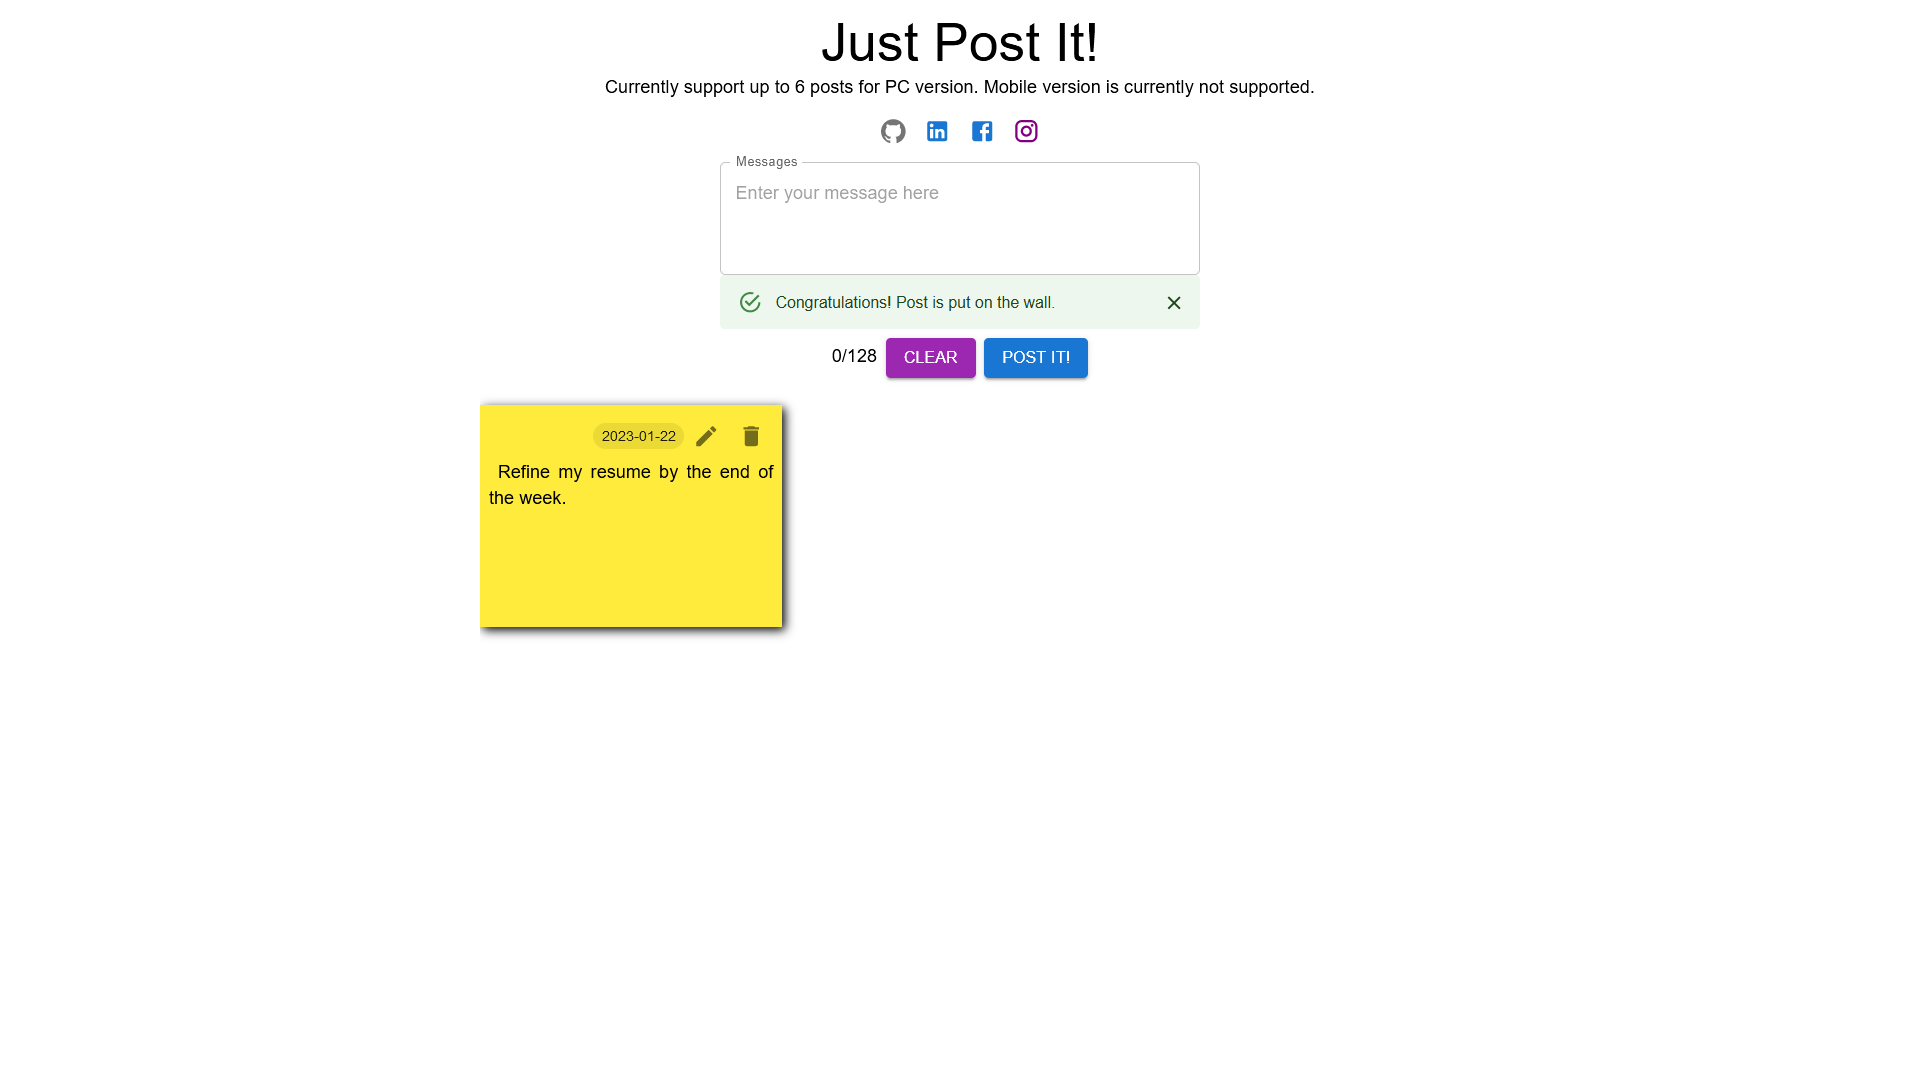 Just Post It!
Currently support up to 6 posts for PC version. Mobile version is currently not supported.
Messages
Enter your message here
Congratulations! Post is put on the wall.
0/128 CLEAR POST IT!
2023-01-22
Refine my resume by the end of
the week.